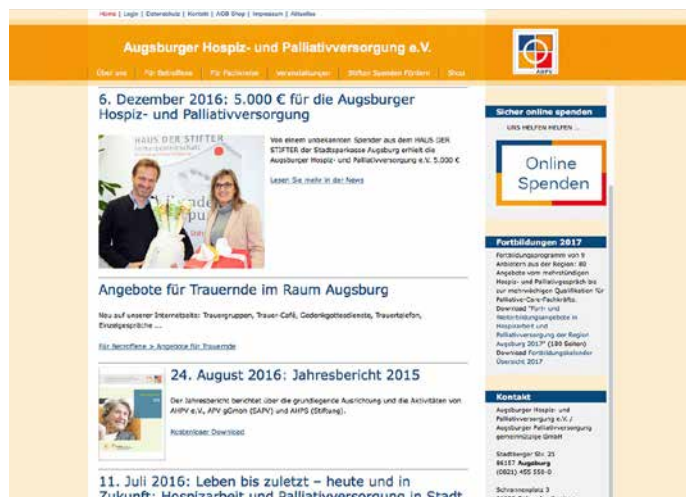 Home | Login | Datenschutz | Kontakt | AGB Shop | Impressum | Aktuelles
Augsburger Hospiz- und Palliativversorgung e.V.
Über uns
Für Betroffene
Für Fachkreise
Veranstaltungen
Stiften Spenden Fördern
Shop
AHPV
6. Dezember 2016: 5.000 € für die Augsburger
Hospiz- und Palliativversorgung
HAUS DER STIFTER
Von einem unbekannten Spender aus dem HAUS DER
STIFTER der Stadtsparkasse Augsburg erhielt die
Augsburger Hospiz- und Palliativversorgung e.V. 5.000 €
Lesen Sie mehr in der News
Angebote für Trauernde im Raum Augsburg
Neu auf unserer Internetseite: Trauergruppen, Trauer-Café, Gedenkgottesdienste, Trauertelefon,
Einzelgespräche ...
Für Betroffene > Angebote für Trauernde
24. August 2016: Jahresbericht 2015
Der Jahresbericht berichtet über die grundlegende Ausrichtung und die Aktivitäten von
AHPV e.V., APV gGmbH (SAPV) und AHPS (Stiftung).
Kostenloser Download
11. Juli 2016: Leben bis zuletzt – heute und in
Zukunft: Hospizarbeit und Palliativversorgung in Stadt
Sicher online spenden
UNS HELFEN HELFEN ...
Online
Spenden
Fortbildungen 2017
Fortbildungsprogramm von 9
Anbietern aus der Region: 80
Angebote vom mehrstündigen
Hospiz- und Palliativgespräch bis
zur mehrwöchigen Qualifikation für
Palliative-Care-Fachkräfte.
Download "Fort- und
Weiterbildungsangebote in
Hospizarbeit und
Palliativversorgung der Region
Augsburg 2017" (180 Seiten)
Download Fortbildungskalender
Übersicht 2017
Kontakt
Augsburger Hospiz- und
Palliativversorgung e.V. /
Augsburger Palliativversorgung
gemeinnützige GmbH
Stadtberger Str. 21
86157 Augsburg
(0821) 455 550-0
Schrannenplatz 3